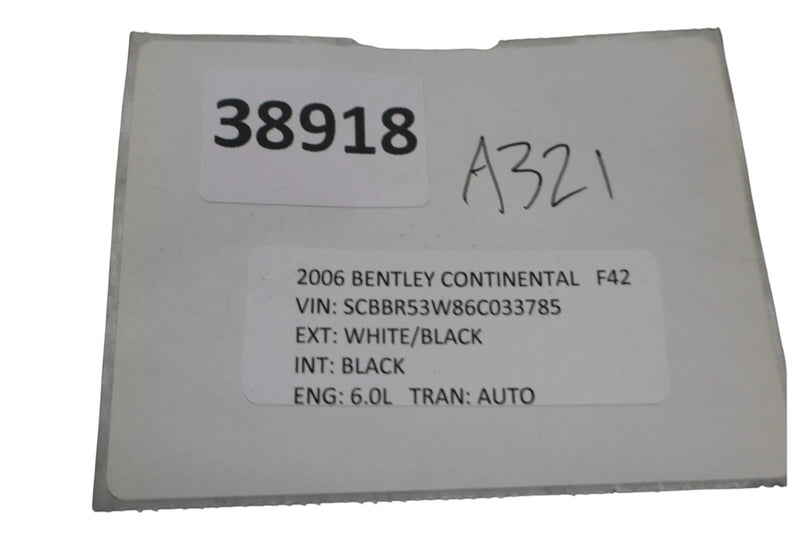 38918
A321
2006 BENTLEY CONTINENTAL F42
VIN: SCBBR53W86C033785
EXT: WHITE/BLACK
INT: BLACK
ENG: 6.0L TRAN: AUTO